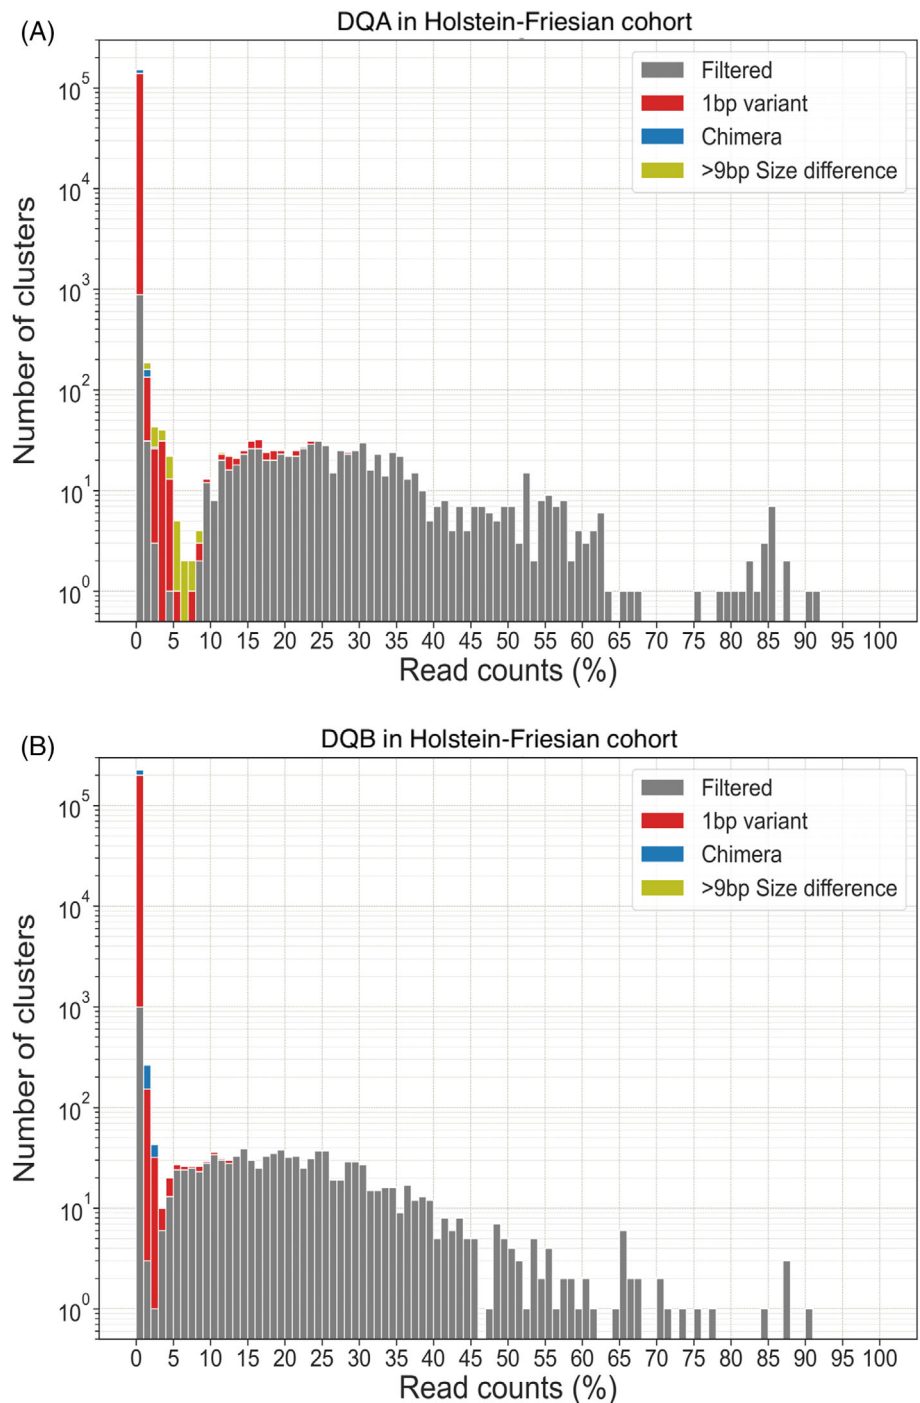 (A)
DQA in Holstein-Friesian cohort
Filtered
1bp variant
Chimera
>9bp Size difference
Number of clusters
10^5
10^4
10^3
10^2
10^1
10^0
0 5 10 15 20 25 30 35 40 45 50 55 60 65 70 75 80 85 90 95 100
Read counts (%)
(B)
DQB in Holstein-Friesian cohort
Filtered
1bp variant
Chimera
>9bp Size difference
Number of clusters
10^5
10^4
10^3
10^2
10^1
10^0
0 5 10 15 20 25 30 35 40 45 50 55 60 65 70 75 80 85 90 95 100
Read counts (%)